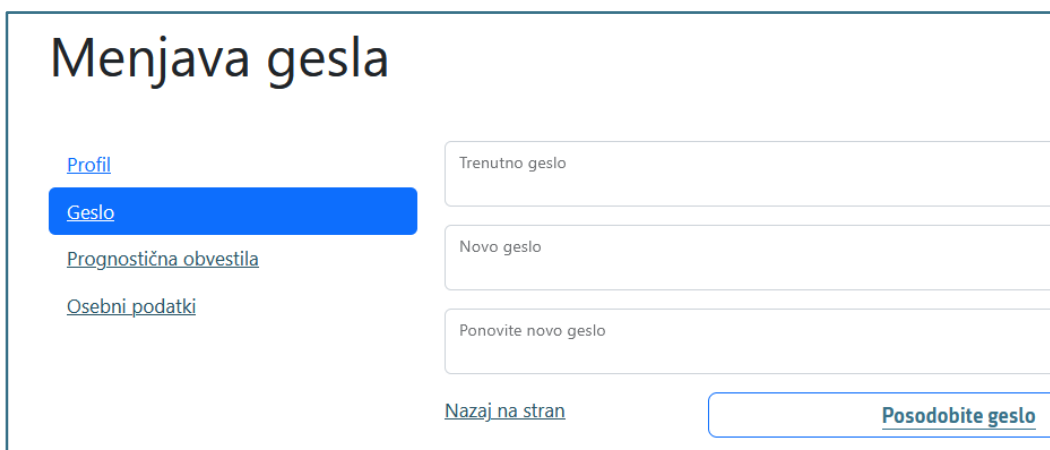 Menjava gesla
Profil
Geslo
Prognostična obvestila
Osebni podatki
Trenutno geslo
Novo geslo
Ponovite novo geslo
Nazaj na stran
Posodobite geslo